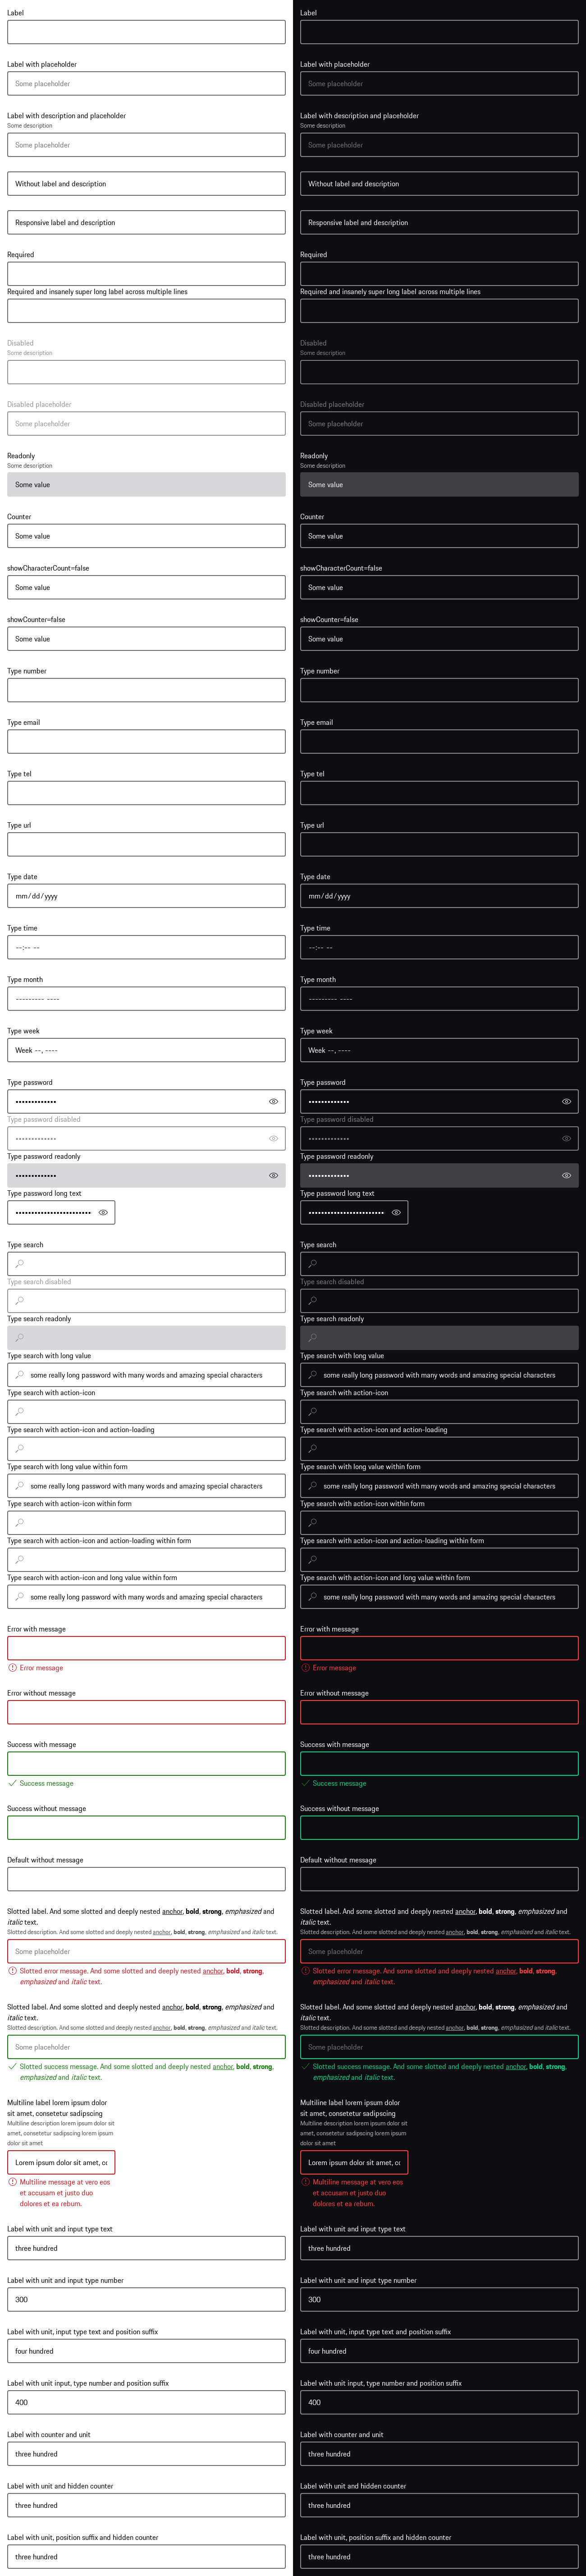 Label
Label with placeholder
Some placeholder
Label with description and placeholder
Some description
Some placeholder
Without label and description
Responsive label and description
Required
Required and insanely super long label across multiple lines
Disabled
Some description
Disabled placeholder
Some placeholder
Readonly
Some description
Some value
Counter
Some value
showCharacterCount=false
Some value
showCounter=false
Some value
Type number
Type email
Type tel
Type url
Type date
mm/dd/yyyy
Type time
--:-- --
Type month
--------- ----
Type week
Week --, ----
Type password
•••••••••••••
Type password disabled
•••••••••••••
Type password readonly
•••••••••••••
Type password long text
••••••••••••••••••••••••
Type search
Type search disabled
Type search readonly
Type search with long value
some really long password with many words and amazing special characters
Type search with action-icon
Type search with action-icon and action-loading
Type search with long value within form
some really long password with many words and amazing special characters
Type search with action-icon within form
Type search with action-icon and action-loading within form
Type search with action-icon and long value within form
some really long password with many words and amazing special characters
Error with message
Error message
Error without message
Success with message
Success message
Success without message
Default without message
Slotted label. And some slotted and deeply nested anchor, bold, strong, emphasized and
italic text.
Slotted description. And some slotted and deeply nested anchor, bold, strong, emphasized and italic text.
Some placeholder
Slotted error message. And some slotted and deeply nested anchor, bold, strong,
emphasized and italic text.
Slotted label. And some slotted and deeply nested anchor, bold, strong, emphasized and
italic text.
Slotted description. And some slotted and deeply nested anchor, bold, strong, emphasized and italic text.
Some placeholder
Slotted success message. And some slotted and deeply nested anchor, bold, strong,
emphasized and italic text.
Multiline label lorem ipsum dolor
sit amet, consetetur sadipscing
Multiline description lorem ipsum dolor sit
amet, consetetur sadipscing lorem ipsum
dolor sit amet
Lorem ipsum dolor sit amet, cc
Multiline message at vero eos
et accusam et justo duo
dolores et ea rebum.
Label with unit and input type text
three hundred
Label with unit and input type number
300
Label with unit, input type text and position suffix
four hundred
Label with unit input, type number and position suffix
400
Label with counter and unit
three hundred
Label with unit and hidden counter
three hundred
Label with unit, position suffix and hidden counter
three hundred
Label
Label with placeholder
Some placeholder
Label with description and placeholder
Some description
Some placeholder
Without label and description
Responsive label and description
Required
Required and insanely super long label across multiple lines
Disabled
Some description
Disabled placeholder
Some placeholder
Readonly
Some description
Some value
Counter
Some value
showCharacterCount=false
Some value
showCounter=false
Some value
Type number
Type email
Type tel
Type url
Type date
mm/dd/yyyy
Type time
--:-- --
Type month
--------- ----
Type week
Week --, ----
Type password
•••••••••••••
Type password disabled
•••••••••••••
Type password readonly
•••••••••••••
Type password long text
••••••••••••••••••••••••
Type search
Type search disabled
Type search readonly
Type search with long value
some really long password with many words and amazing special characters
Type search with action-icon
Type search with action-icon and action-loading
Type search with long value within form
some really long password with many words and amazing special characters
Type search with action-icon within form
Type search with action-icon and action-loading within form
Type search with action-icon and long value within form
some really long password with many words and amazing special characters
Error with message
Error message
Error without message
Success with message
Success message
Success without message
Default without message
Slotted label. And some slotted and deeply nested anchor, bold, strong, emphasized and
italic text.
Slotted description. And some slotted and deeply nested anchor, bold, strong, emphasized and italic text.
Some placeholder
Slotted error message. And some slotted and deeply nested anchor, bold, strong,
emphasized and italic text.
Slotted label. And some slotted and deeply nested anchor, bold, strong, emphasized and
italic text.
Slotted description. And some slotted and deeply nested anchor, bold, strong, emphasized and italic text.
Some placeholder
Slotted success message. And some slotted and deeply nested anchor, bold, strong,
emphasized and italic text.
Multiline label lorem ipsum dolor
sit amet, consetetur sadipscing
Multiline description lorem ipsum dolor sit
amet, consetetur sadipscing lorem ipsum
dolor sit amet
Lorem ipsum dolor sit amet, cc
Multiline message at vero eos
et accusam et justo duo
dolores et ea rebum.
Label with unit and input type text
three hundred
Label with unit and input type number
300
Label with unit, input type text and position suffix
four hundred
Label with unit input, type number and position suffix
400
Label with counter and unit
three hundred
Label with unit and hidden counter
three hundred
Label with unit, position suffix and hidden counter
three hundred